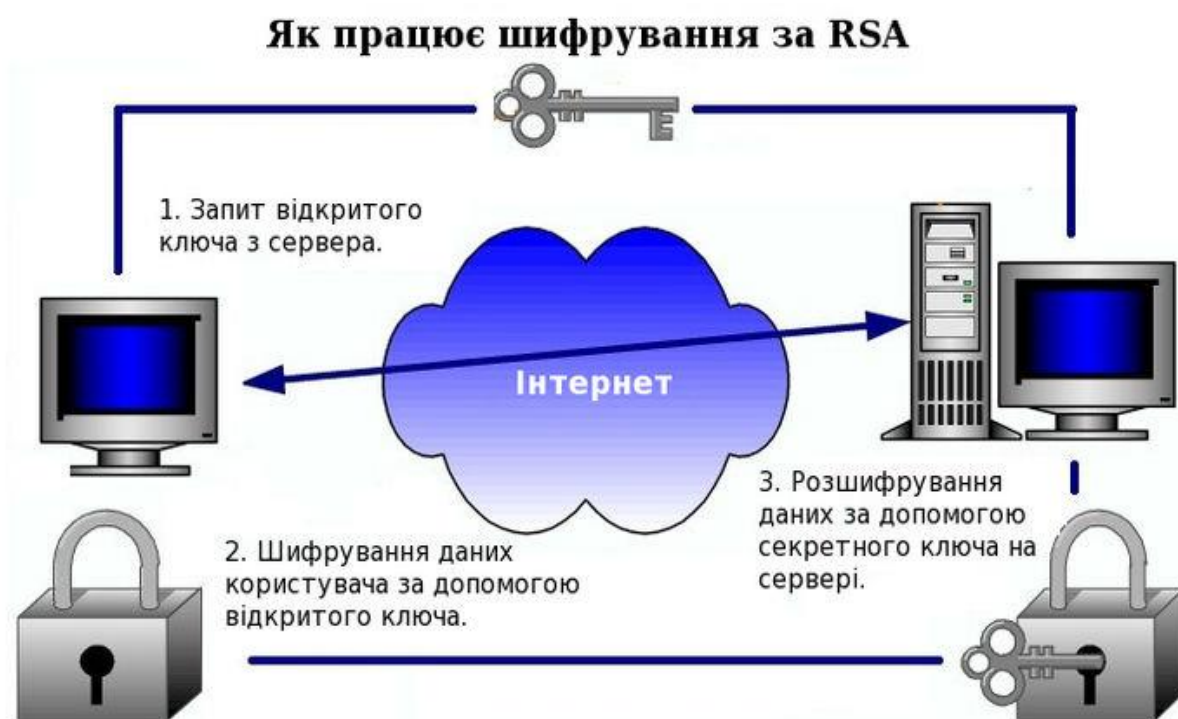 Як працює шифрування за RSA
1. Запит відкритого
ключа з сервера.
Інтернет
2. Шифрування даних
користувача за допомогою
відкритого ключа.
3. Розшифрування
даних за допомогою
секретного ключа на
сервері.